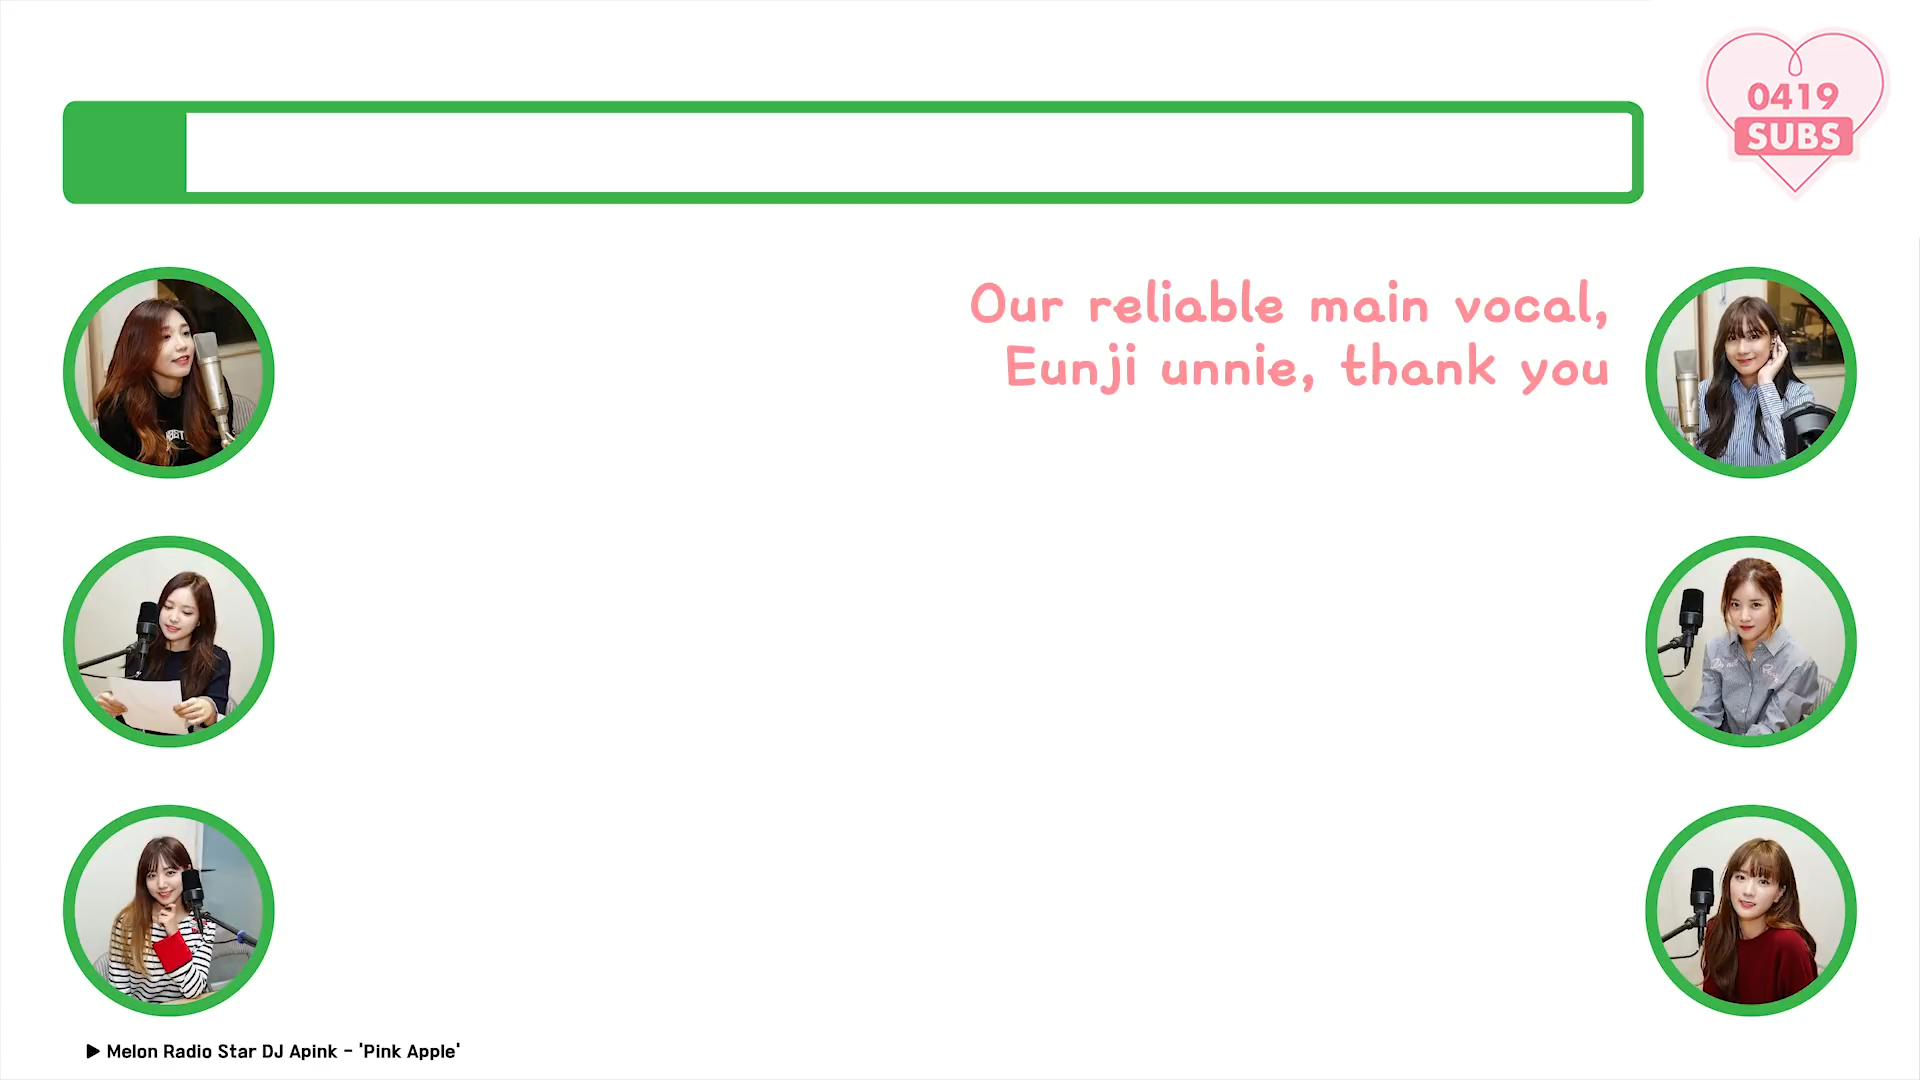 0419
SUBS
Our reliable main vocal,
Eunji unnie, thank you
▶ Melon Radio Star DJ Apink - 'Pink Apple'